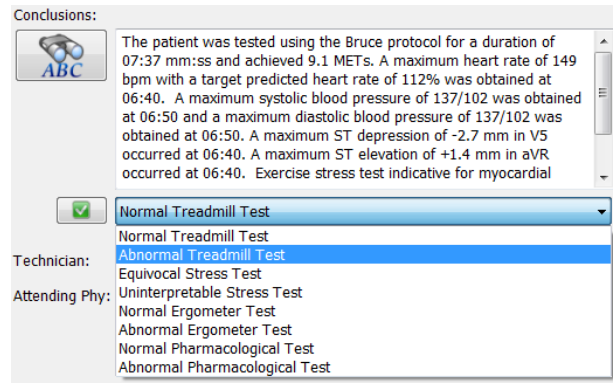 Conclusions:
ABC
The patient was tested using the Bruce protocol for a duration of
07:37 mm:ss and achieved 9.1 METs. A maximum heart rate of 149
bpm with a target predicted heart rate of 112% was obtained at
06:40.  A maximum systolic blood pressure of 137/102 was obtained
at 06:50 and a maximum diastolic blood pressure of 137/102 was
obtained at 06:50. A maximum ST depression of -2.7 mm in V5
occurred at 06:40. A maximum ST elevation of +1.4 mm in aVR
occurred at 06:40.  Exercise stress test indicative for myocardial
Normal Treadmill Test
Normal Treadmill Test
Technician:
Abnormal Treadmill Test
Equivocal Stress Test
Attending Phy:
Uninterpretable Stress Test
Normal Ergometer Test
Abnormal Ergometer Test
Normal Pharmacological Test
Abnormal Pharmacological Test